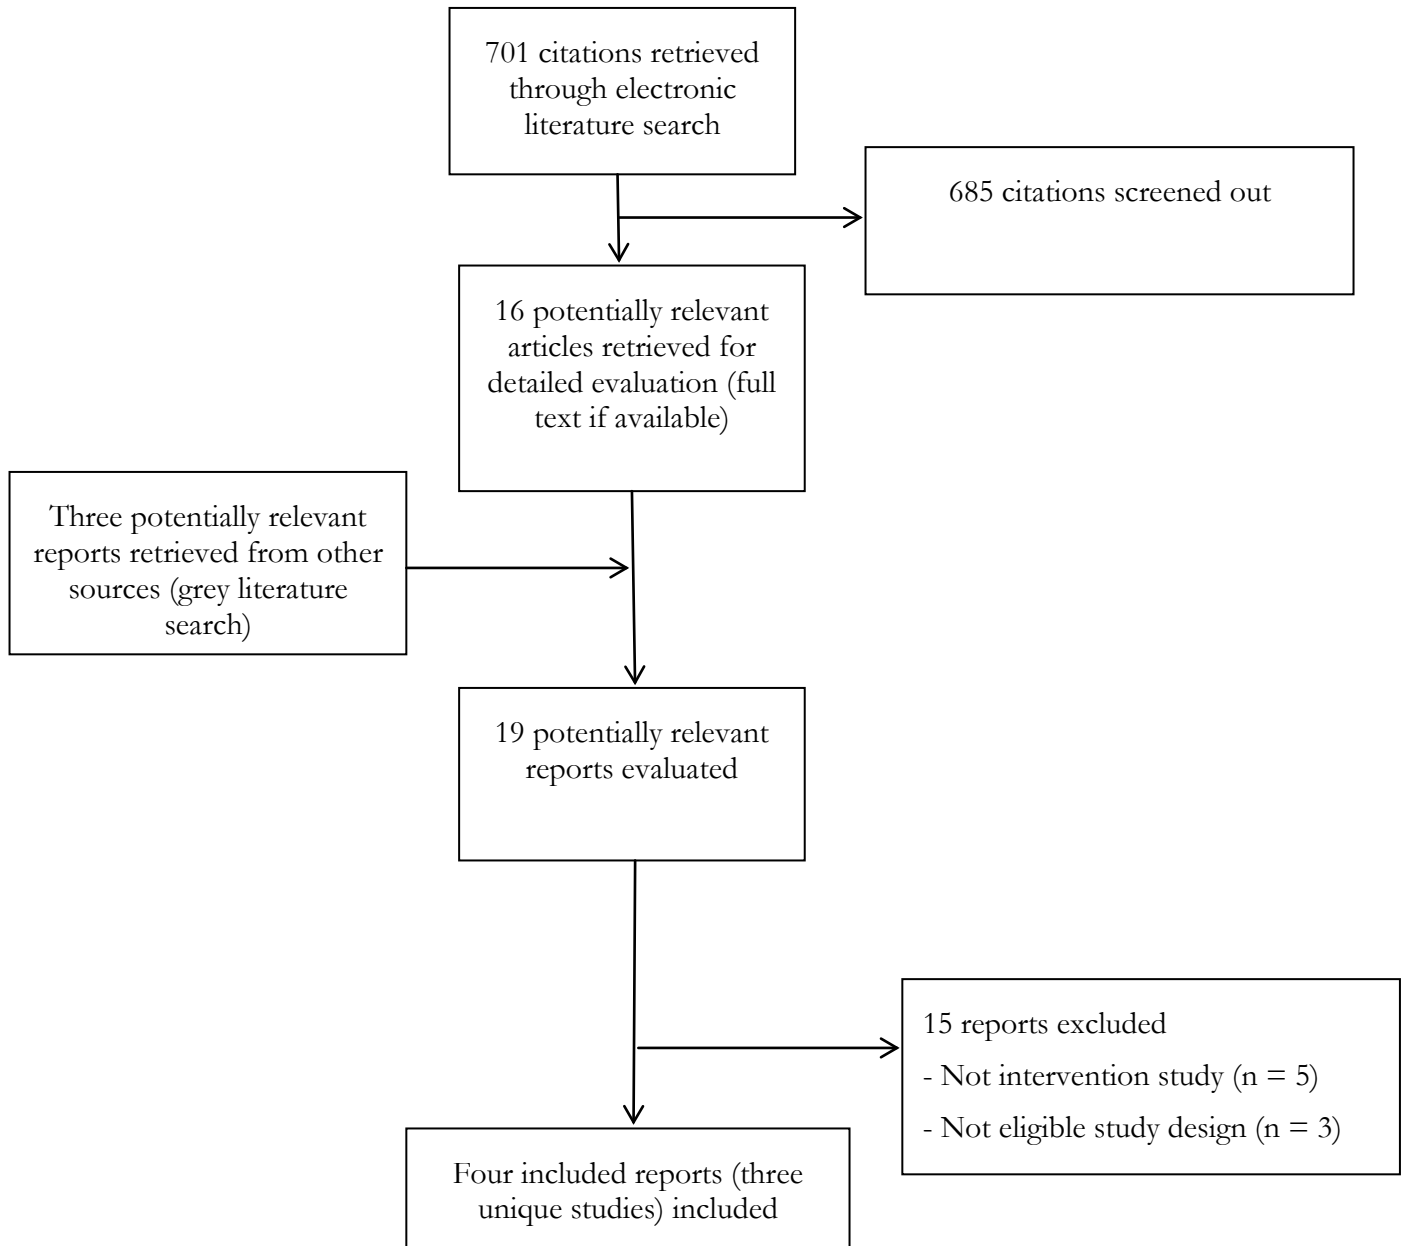 701 citations retrieved
through electronic
literature search
685 citations screened out
16 potentially relevant
articles retrieved for
detailed evaluation (full
text if available)
Three potentially relevant
reports retrieved from other
sources (grey literature
search)
19 potentially relevant
reports evaluated
15 reports excluded
- Not intervention study (n = 5)
- Not eligible study design (n = 3)
Four included reports (three
unique studies) included